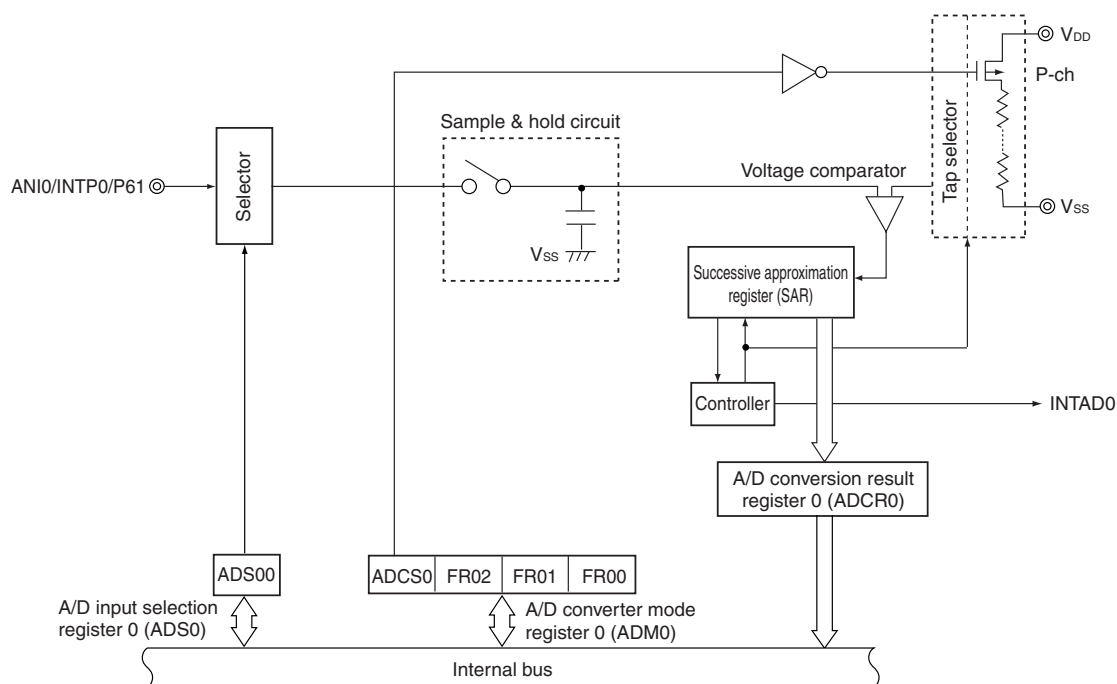 VDD
P-ch
Sample & hold circuit
Tap selector
Selector
ANI0/INTP0/P61
Voltage comparator
VSS
VSS
Successive approximation
register (SAR)
Controller
INTAD0
A/D conversion result
register 0 (ADCR0)
ADS00
ADCS0 FR02 FR01 FR00
A/D input selection
register 0 (ADS0)
A/D converter mode
register 0 (ADM0)
Internal bus